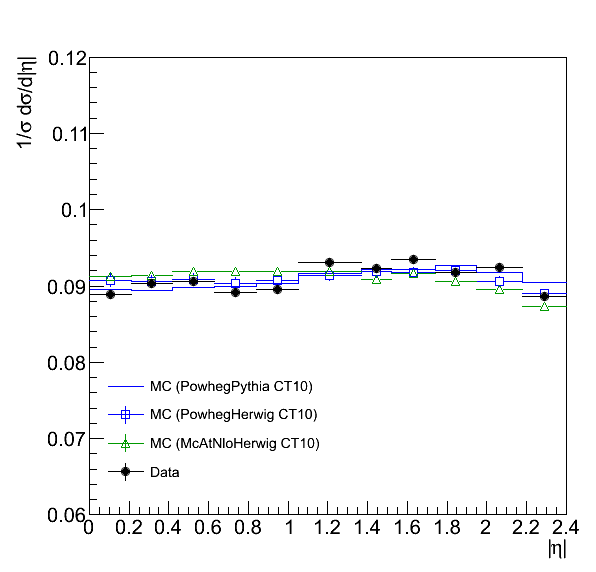 1/σ dσ/d|η|
0.12
0.11
0.1
0.09
0.08
0.07
0.06
MC (PowhegPythia CT10)
MC (PowhegHerwig CT10)
MC (McAtNloHerwig CT10)
Data
0 0.2 0.4 0.6 0.8 1 1.2 1.4 1.6 1.8 2 2.2 2.4
|η|